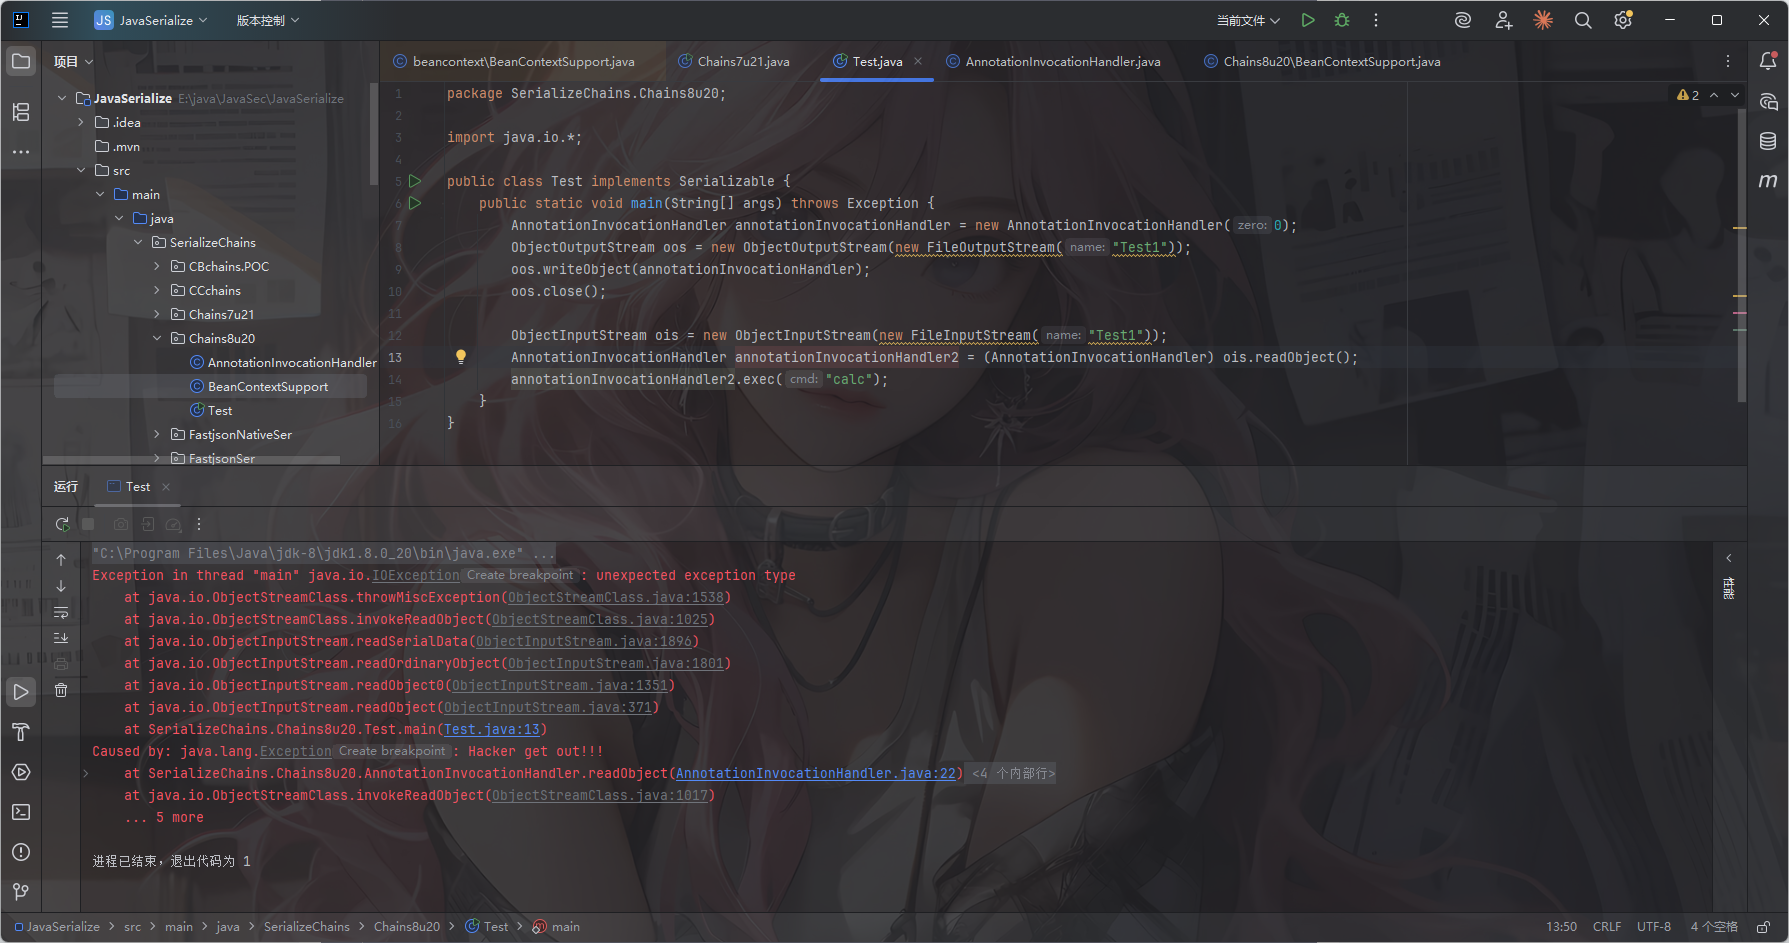 JS JavaSerialize 版本控制 当前文件
项目
beancontext\BeanContextSupport.java Chains7u21.java Test.java AnnotationInvocationHandler.java Chains8u20\BeanContextSupport.java
JavaSerialize E:\java\JavaSec\JavaSerialize
.idea
.mvn
src
main
java
SerializeChains
CBchains.POC
CCchains
Chains7u21
Chains8u20
AnnotationInvocationHandler
BeanContextSupport
Test
FastjsonNativeSer
FastjsonSer
2
1 package SerializeChains.Chains8u20;
2
3 import java.io.*;
4
5 public class Test implements Serializable {
6 public static void main(String[] args) throws Exception {
7 AnnotationInvocationHandler annotationInvocationHandler = new AnnotationInvocationHandler( zero: 0);
8 ObjectOutputStream oos = new ObjectOutputStream(new FileOutputStream( name: "Test1"));
9 oos.writeObject(annotationInvocationHandler);
10 oos.close();
11
12 ObjectInputStream ois = new ObjectInputStream(new FileInputStream( name: "Test1"));
13 AnnotationInvocationHandler annotationInvocationHandler2 = (AnnotationInvocationHandler) ois.readObject();
14 annotationInvocationHandler2.exec( cmd: "calc");
15 }
16 }
m
运行 Test
"C:\Program Files\Java\jdk-8\jdk1.8.0_20\bin\java.exe" ...
Exception in thread "main" java.io.IOException Create breakpoint : unexpected exception type
at java.io.ObjectStreamClass.throwMiscException(ObjectStreamClass.java:1538)
at java.io.ObjectStreamClass.invokeReadObject(ObjectStreamClass.java:1025)
at java.io.ObjectInputStream.readSerialData(ObjectInputStream.java:1896)
at java.io.ObjectInputStream.readOrdinaryObject(ObjectInputStream.java:1801)
at java.io.ObjectInputStream.readObject0(ObjectInputStream.java:1351)
at java.io.ObjectInputStream.readObject(ObjectInputStream.java:371)
at SerializeChains.Chains8u20.Test.main(Test.java:13)
Caused by: java.lang.Exception Create breakpoint : Hacker get out!!!
at SerializeChains.Chains8u20.AnnotationInvocationHandler.readObject(AnnotationInvocationHandler.java:22) <4 个内部行>
at java.io.ObjectStreamClass.invokeReadObject(ObjectStreamClass.java:1017)
... 5 more
进程已结束，退出代码为 1
性能
JavaSerialize > src > main > java > SerializeChains > Chains8u20 > Test > main 13:50 CRLF UTF-8 4 个空格